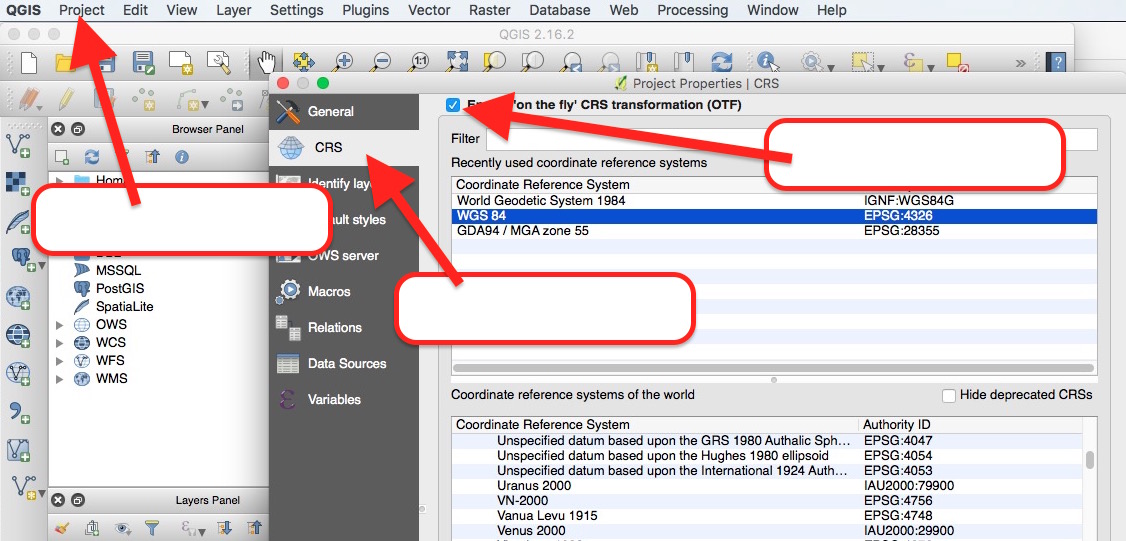 QGIS Project Edit View Layer Settings Plugins Vector Raster Database Web Processing Window Help
QGIS 2.16.2
1:1
Project Properties | CRS
Browser Panel
Home
MSSQL
PostGIS
SpatiaLite
OWS
WCS
WFS
WMS
Layers Panel
General
CRS
Identify
styles
OWS server
Macros
Relations
Data Sources
Variables
'on the fly' CRS transformation (OTF)
Filter
Recently used coordinate reference systems
Coordinate Reference System
World Geodetic System 1984 IGNF:WGS84G
WGS 84 EPSG:4326
GDA94 / MGA zone 55 EPSG:28355
Coordinate reference systems of the world
Hide deprecated CRSs
Coordinate Reference System Authority ID
Unspecified datum based upon the GRS 1980 Authalic Sph... EPSG:4047
Unspecified datum based upon the Hughes 1980 ellipsoid EPSG:4054
Unspecified datum based upon the International 1924 Auth... EPSG:4053
Uranus 2000 IAU2000:79900
VN-2000 EPSG:4756
Vanua Levu 1915 EPSG:4748
Venus 2000 IAU2000:29900